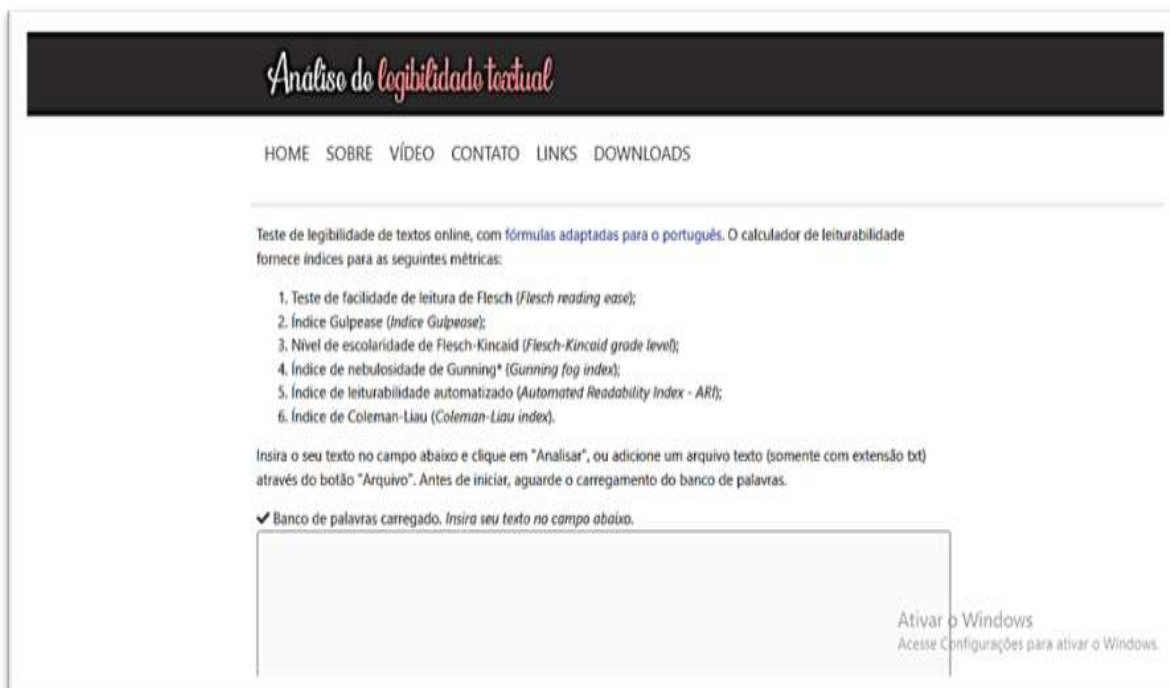 Análise de legibilidade textual
HOME SOBRE VÍDEO CONTATO LINKS DOWNLOADS
Teste de legibilidade de textos online, com fórmulas adaptadas para o português. O calculador de leiturabilidade
fornece índices para as seguintes métricas:
1. Teste de facilidade de leitura de Flesch (Flesch reading ease);
2. Índice Gulpease (Indice Gulpease);
3. Nível de escolaridade de Flesch-Kincaid (Flesch-Kincaid grade level);
4. Índice de nebulosidade de Gunning* (Gunning fog index);
5. Índice de leiturabilidade automatizado (Automated Readability Index - ARI);
6. Índice de Coleman-Liau (Coleman-Liau index).
Insira o seu texto no campo abaixo e clique em "Analisar", ou adicione um arquivo texto (somente com extensão txt)
através do botão "Arquivo". Antes de iniciar, aguarde o carregamento do banco de palavras.
✔ Banco de palavras carregado. Insira seu texto no campo abaixo.
Ativar o Windows
Acesse Configurações para ativar o Windows.